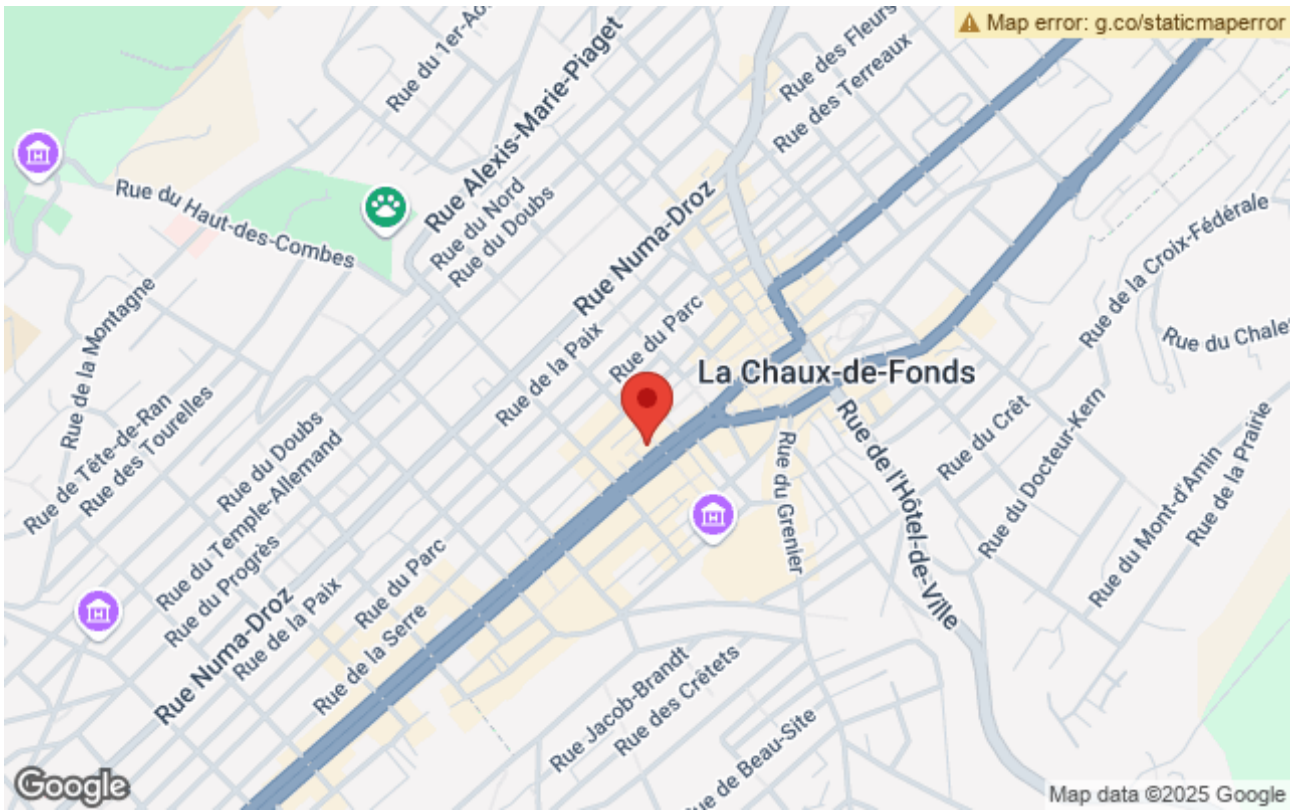 Map error: g.co/staticmaperror
Rue du 1er-Ao
Rue Alexis-Marie-Piaget
Rue des Fleurs
Rue des Terreaux
Rue du Haut-des-Combes
Rue du Nord
Rue du Doubs
Rue Numa-Droz
Rue de la Croix-Fédérale
Rue de la Montagne
Rue de la Paix
Rue du Parc
Rue du Chalet
La Chaux-de-Fonds
Rue de Tête-de-Ran
Rue des Tourelles
Rue du Doubs
Rue du Temple-Allemand
Rue du Progrès
Rue du Crêt
Rue du Docteur-Kern
Rue de l'Hôtel-de-Ville
Rue du Grenier
Rue du Mont-d'Amin
Rue de la Prairie
Rue Numa-Droz
Rue de la Paix
Rue du Parc
Rue de la Serre
Rue Jacob-Brandt
Rue des Crêtets
ue de Beau-Site
Google
Map data ©2025 Google